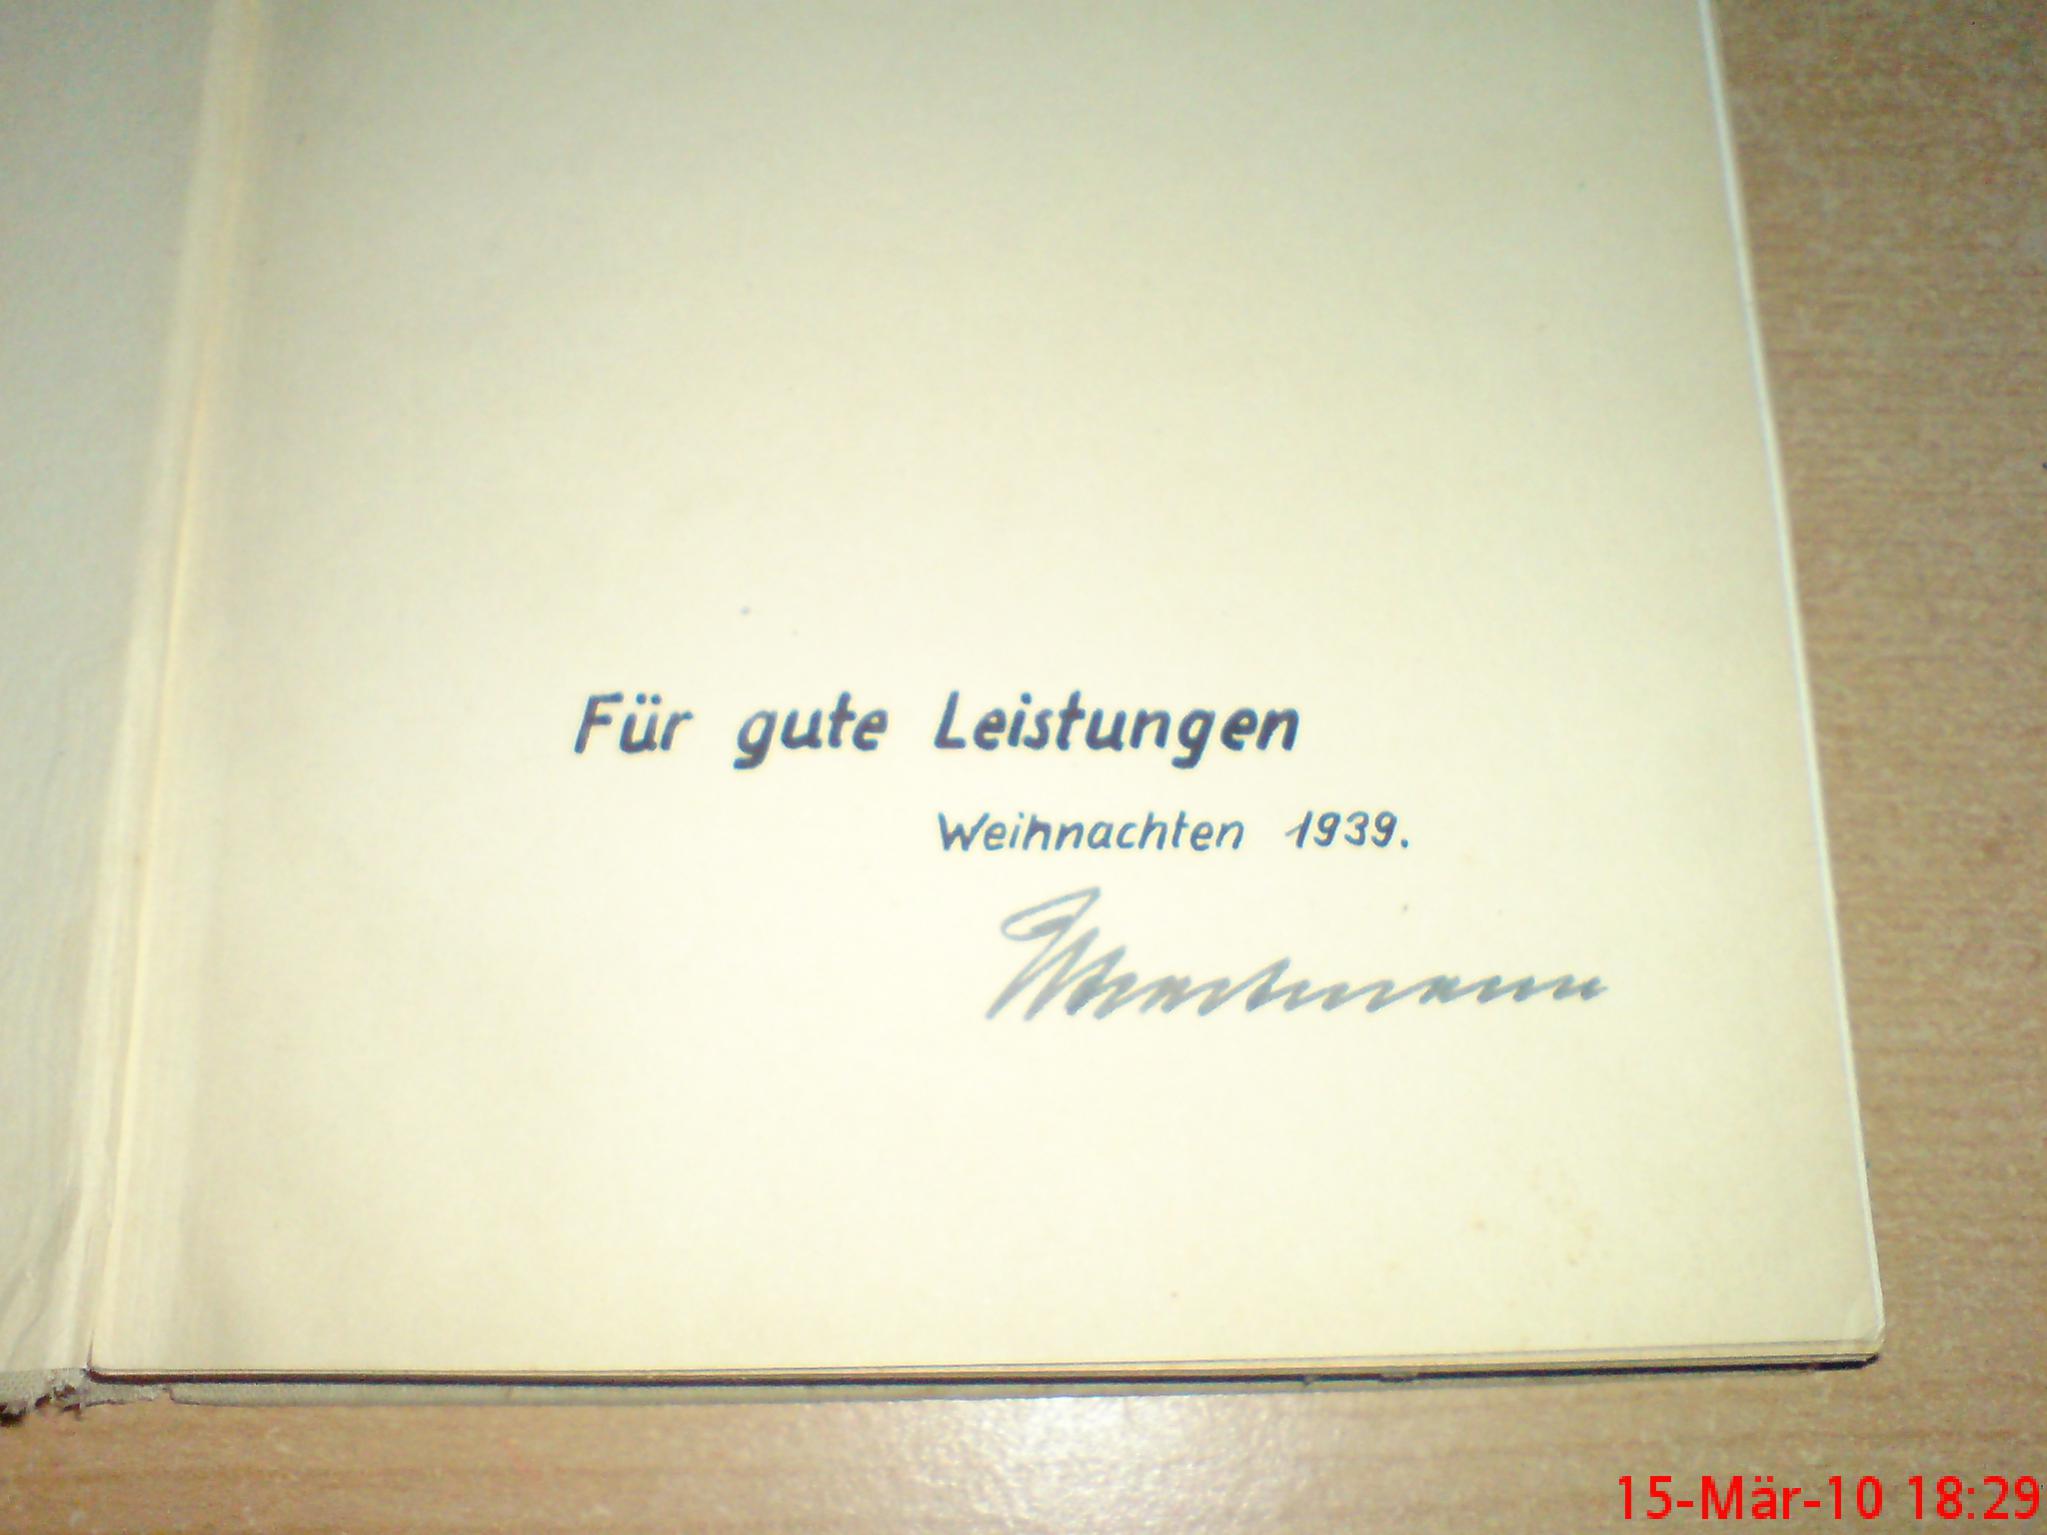 Für gute Leistungen
Weihnachten 1939.
15-Mär-10 18:29